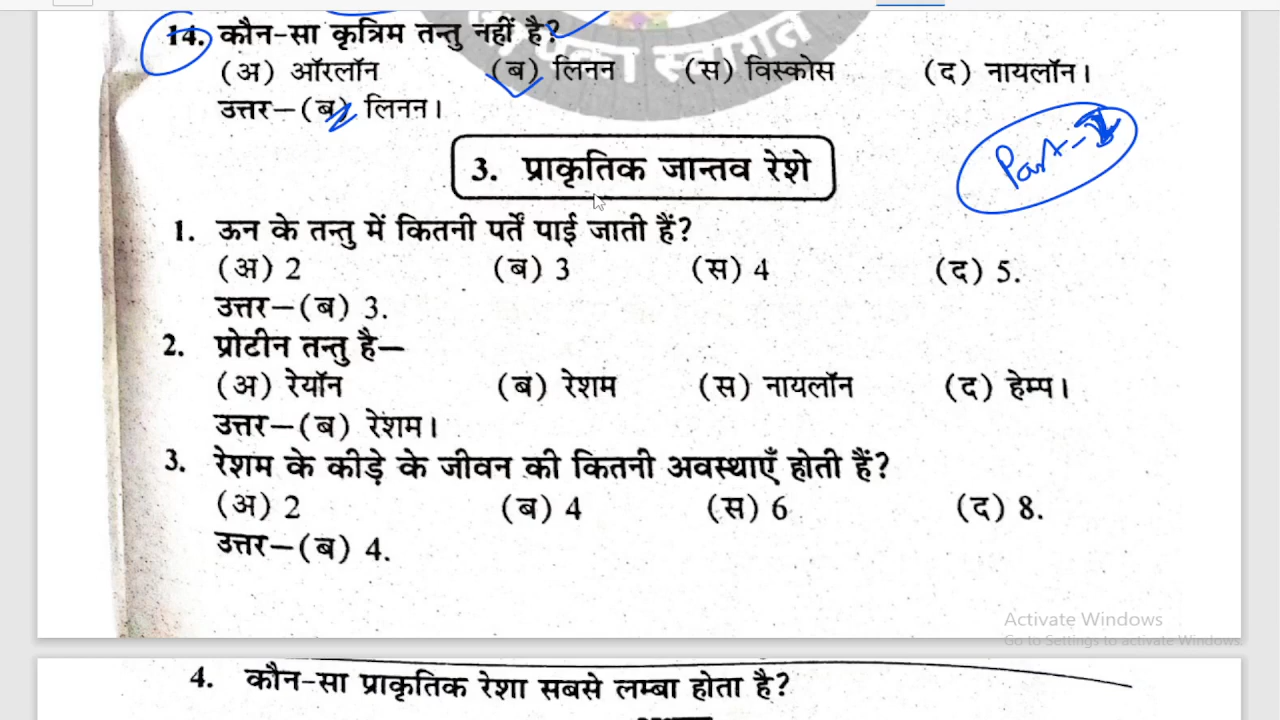 14. कौन-सा कृत्रिम तन्तु नहीं है?
(अ) ऑरलॉन (ब) लिनन (स) विस्कोस (द) नायलॉन।
उत्तर–(ब) लिनन।
Part-I
3. प्राकृतिक जान्तव रेशे
1. ऊन के तन्तु में कितनी पर्तें पाई जाती हैं?
(अ) 2 (ब) 3 (स) 4 (द) 5.
उत्तर–(ब) 3.
2. प्रोटीन तन्तु है–
(अ) रेयॉन (ब) रेशम (स) नायलॉन (द) हेम्प।
उत्तर–(ब) रेशम।
3. रेशम के कीड़े के जीवन की कितनी अवस्थाएँ होती हैं?
(अ) 2 (ब) 4 (स) 6 (द) 8.
उत्तर–(ब) 4.
Activate Windows
Go to Settings to activate Windows.
4. कौन-सा प्राकृतिक रेशा सबसे लम्बा होता है?